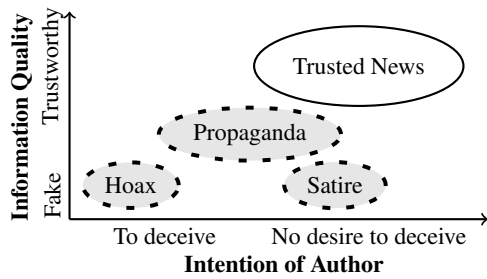 Information Quality
Trustworthy
Fake
Trusted News
Propaganda
Hoax
Satire
To deceive
No desire to deceive
Intention of Author